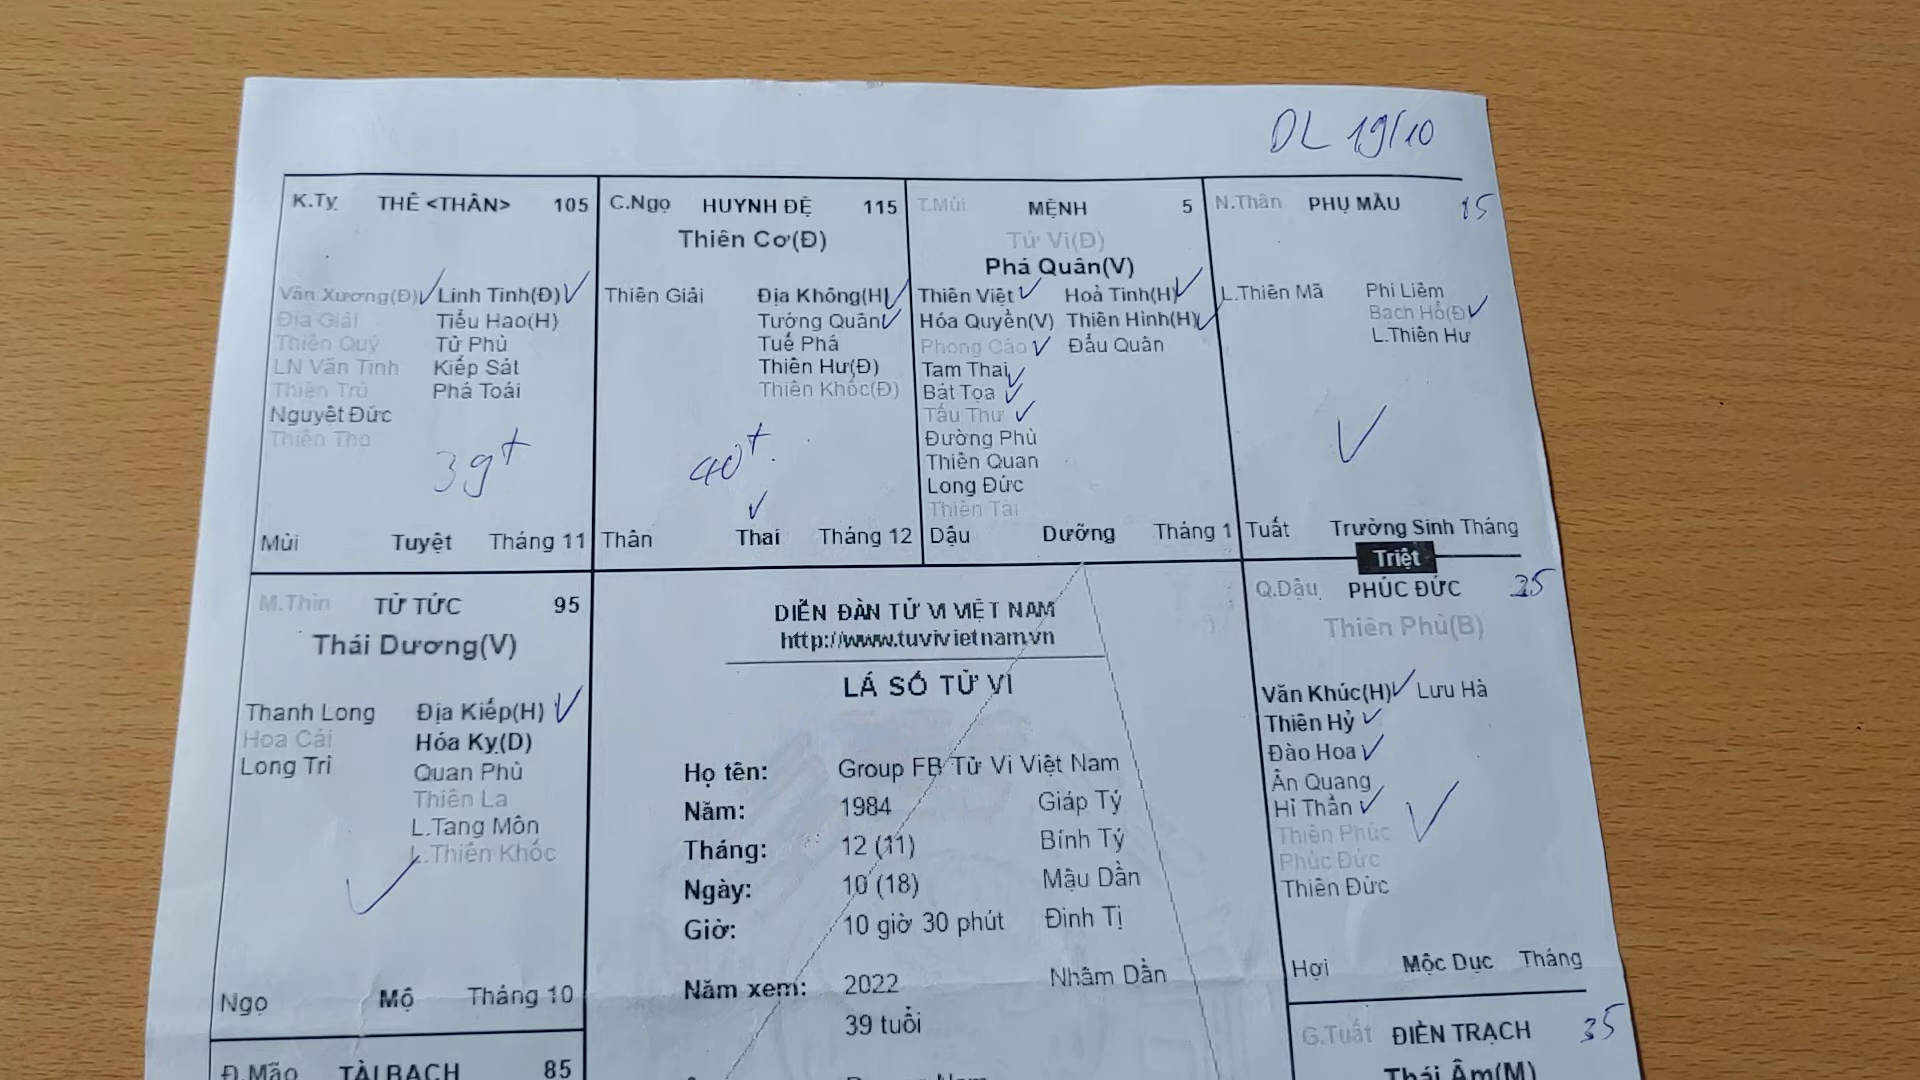 DL 19/10
K.Tỵ THÊ <THÂN> 105
Văn Xương(Đ) Linh Tinh(Đ)
Địa Giải Tiểu Hao(H)
Thiên Quý Tử Phù
LN Văn Tinh Kiếp Sát
Thiên Trù Phá Toái
Nguyệt Đức
Thiên Thọ
39+
Mùi Tuyệt Tháng 11
C.Ngọ HUYNH ĐỆ 115
Thiên Cơ(Đ)
Thiên Giải Địa Không(H)
Tướng Quân
Tuế Phá
Thiên Hư(Đ)
Thiên Khốc(Đ)
40+
Thân Thai Tháng 12
T.Mùi MỆNH 5
Tử Vi(Đ)
Phá Quân(V)
Thiên Việt Hoả Tinh(H)
Hóa Quyền(V) Thiên Hình(H)
Phong Cáo Đẩu Quân
Tam Thai
Bát Tọa
Tấu Thư
Đường Phù
Thiên Quan
Long Đức
Thiên Tài
Dậu Dưỡng Tháng 1
N.Thân PHỤ MẪU 15
L.Thiên Mã Phi Liêm
Bạch Hổ(Đ)
L.Thiên Hư
Tuất Trường Sinh Tháng
Triệt
M.Thìn TỬ TỨC 95
Thái Dương(V)
Thanh Long Địa Kiếp(H)
Hoa Cái Hóa Kỵ(D)
Long Trì Quan Phù
Thiên La
L.Tang Môn
L.Thiên Khốc
Ngọ Mộ Tháng 10
DIỄN ĐÀN TỬ VI VIỆT NAM
http://www.tuvivietnam.vn
LÁ SỐ TỬ VI
Họ tên: Group FB Tử Vi Việt Nam
Năm: 1984 Giáp Tý
Tháng: 12 (11) Bính Tý
Ngày: 10 (18) Mậu Dần
Giờ: 10 giờ 30 phút Đinh Tị
Năm xem: 2022 Nhâm Dần
39 tuổi
Q.Dậu PHÚC ĐỨC 25
Thiên Phủ(B)
Văn Khúc(H) Lưu Hà
Thiên Hỷ
Đào Hoa
Ân Quang
Hỉ Thần
Thiên Phúc
Phúc Đức
Thiên Đức
Hợi Mộc Dục Tháng
Đ.Mão TÀI BẠCH 85
G.Tuất ĐIỀN TRẠCH 35
Thái Âm(M)